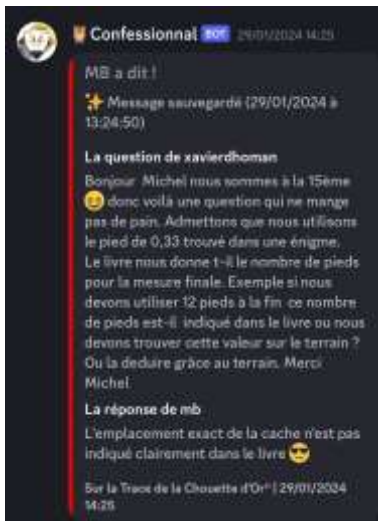 Confessionnal BOT 29/01/2024 14:25
MB a dit !
Message sauvegardé (29/01/2024 à
13:24:50)
La question de xavierdhoman
Bonjour Michel nous sommes à la 15ème
donc voilà une question qui ne mange
pas de pain. Admettons que nous utilisons
le pied de 0,33 trouvé dans une énigme.
Le livre nous donne t-il le nombre de pieds
pour la mesure finale. Exemple si nous
devons utiliser 12 pieds à la fin ce nombre
de pieds est-il indiqué dans le livre ou nous
devons trouver cette valeur sur le terrain ?
Ou la deduire grâce au terrain. Merci
Michel
La réponse de mb
L'emplacement exact de la cache n'est pas
indiqué clairement dans le livre 😎
Sur la Trace de la Chouette d'Or® | 29/01/2024
14:25